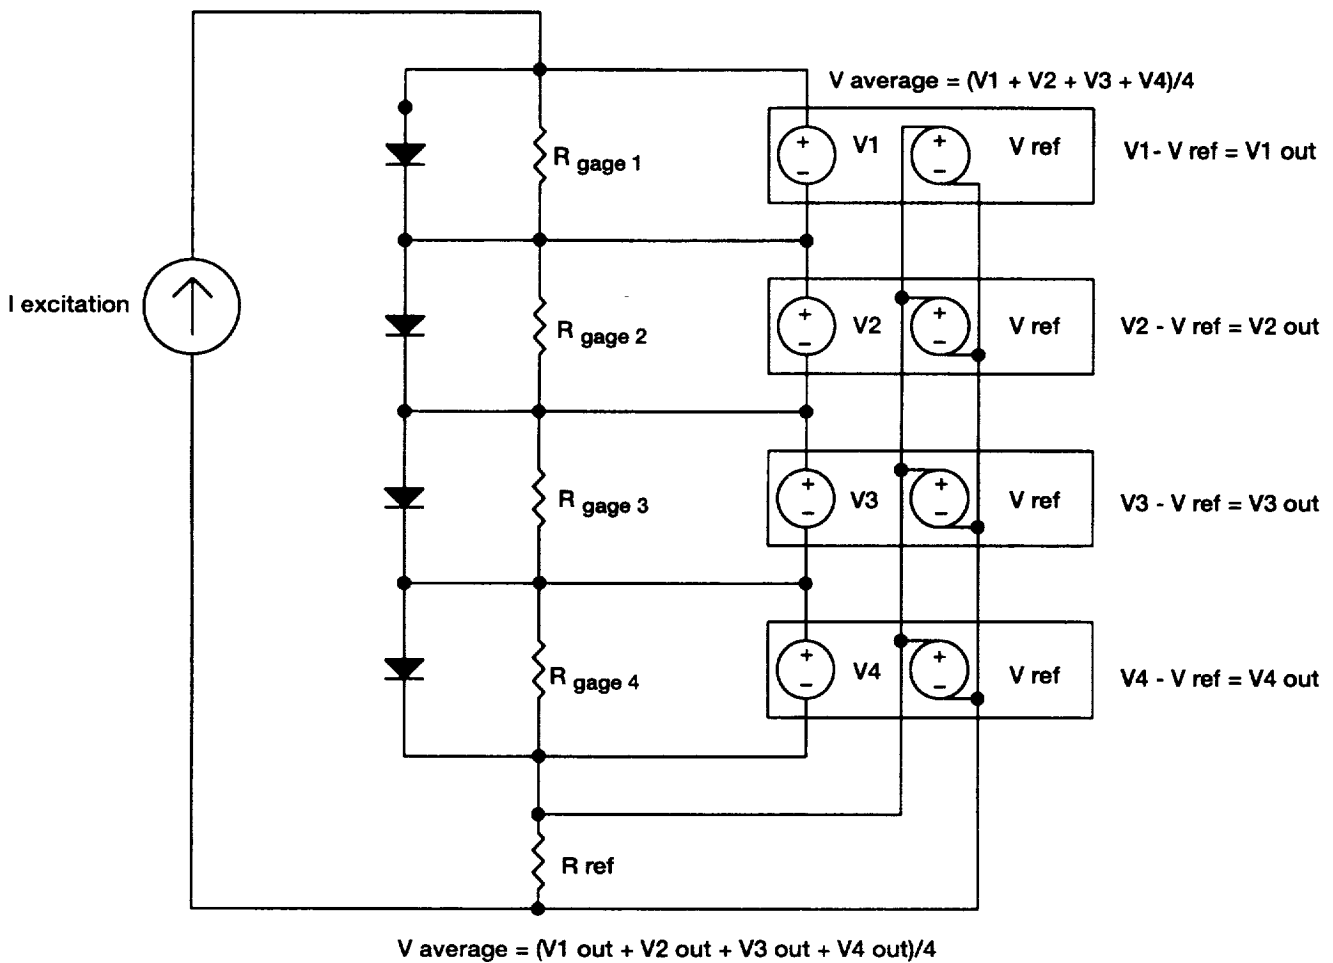 V average = (V1 + V2 + V3 + V4)/4
+
-
V1
+
-
V ref
V1- V ref = V1 out
R gage 1
I excitation
R gage 2
+
-
V2
+
-
V ref
V2 - V ref = V2 out
R gage 3
+
-
V3
+
-
V ref
V3 - V ref = V3 out
R gage 4
+
-
V4
+
-
V ref
V4 - V ref = V4 out
R ref
V average = (V1 out + V2 out + V3 out + V4 out)/4